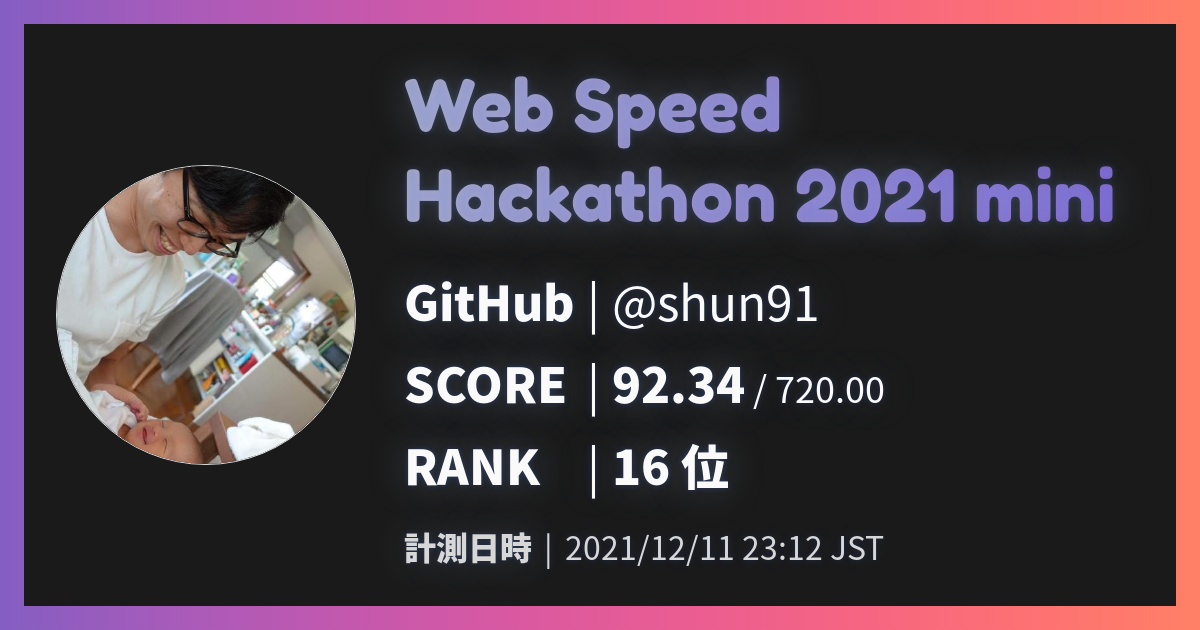 Web Speed
Hackathon 2021 mini
GitHub | @shun91
SCORE | 92.34 / 720.00
RANK | 16 位
計測日時 | 2021/12/11 23:12 JST